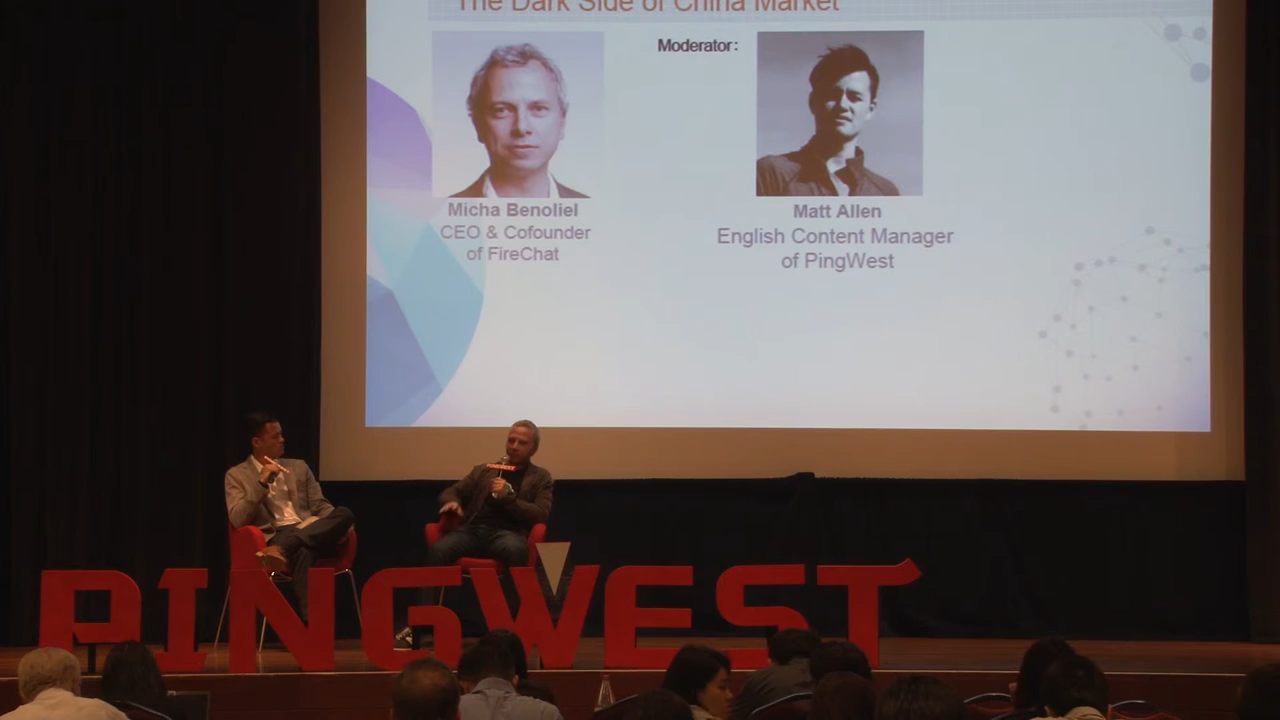 The Dark Side of China Market
Moderator:
Micha Benoliel
CEO & Cofounder
of FireChat
Matt Allen
English Content Manager
of PingWest
PINGWEST
PINGWEST